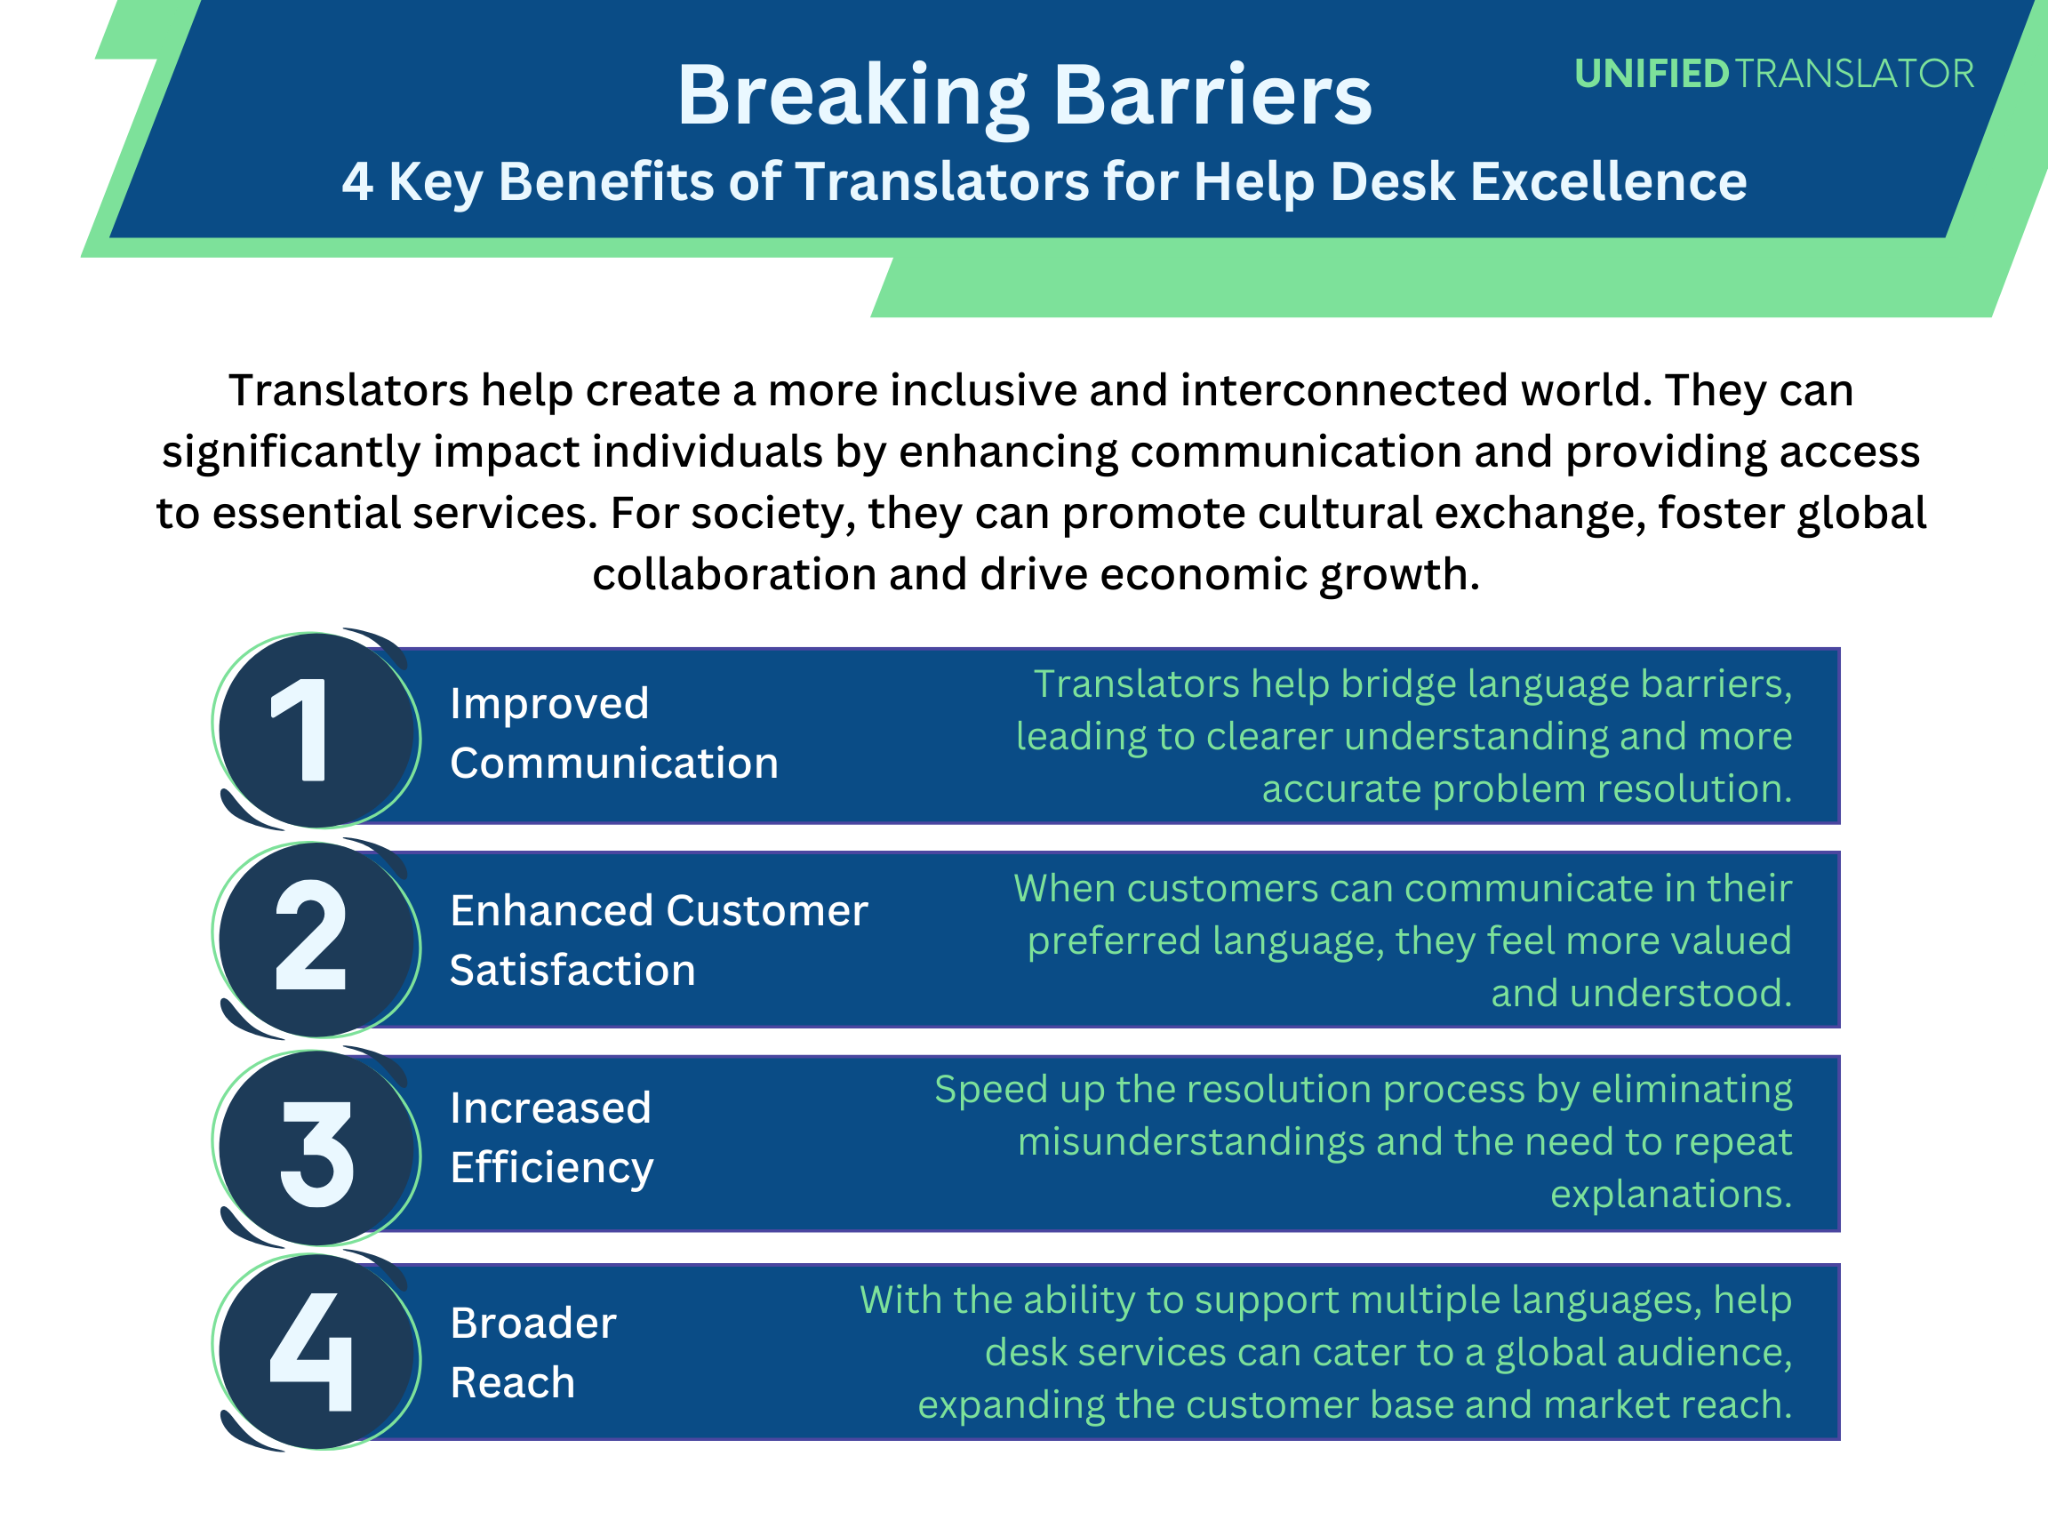 Breaking Barriers
UNIFIED TRANSLATOR
4 Key Benefits of Translators for Help Desk Excellence
Translators help create a more inclusive and interconnected world. They can
significantly impact individuals by enhancing communication and providing access
to essential services. For society, they can promote cultural exchange, foster global
collaboration and drive economic growth.
1
Improved
Communication
Translators help bridge language barriers,
leading to clearer understanding and more
accurate problem resolution.
2
Enhanced Customer
Satisfaction
When customers can communicate in their
preferred language, they feel more valued
and understood.
3
Increased
Efficiency
Speed up the resolution process by eliminating
misunderstandings and the need to repeat
explanations.
4
Broader
Reach
With the ability to support multiple languages, help
desk services can cater to a global audience,
expanding the customer base and market reach.